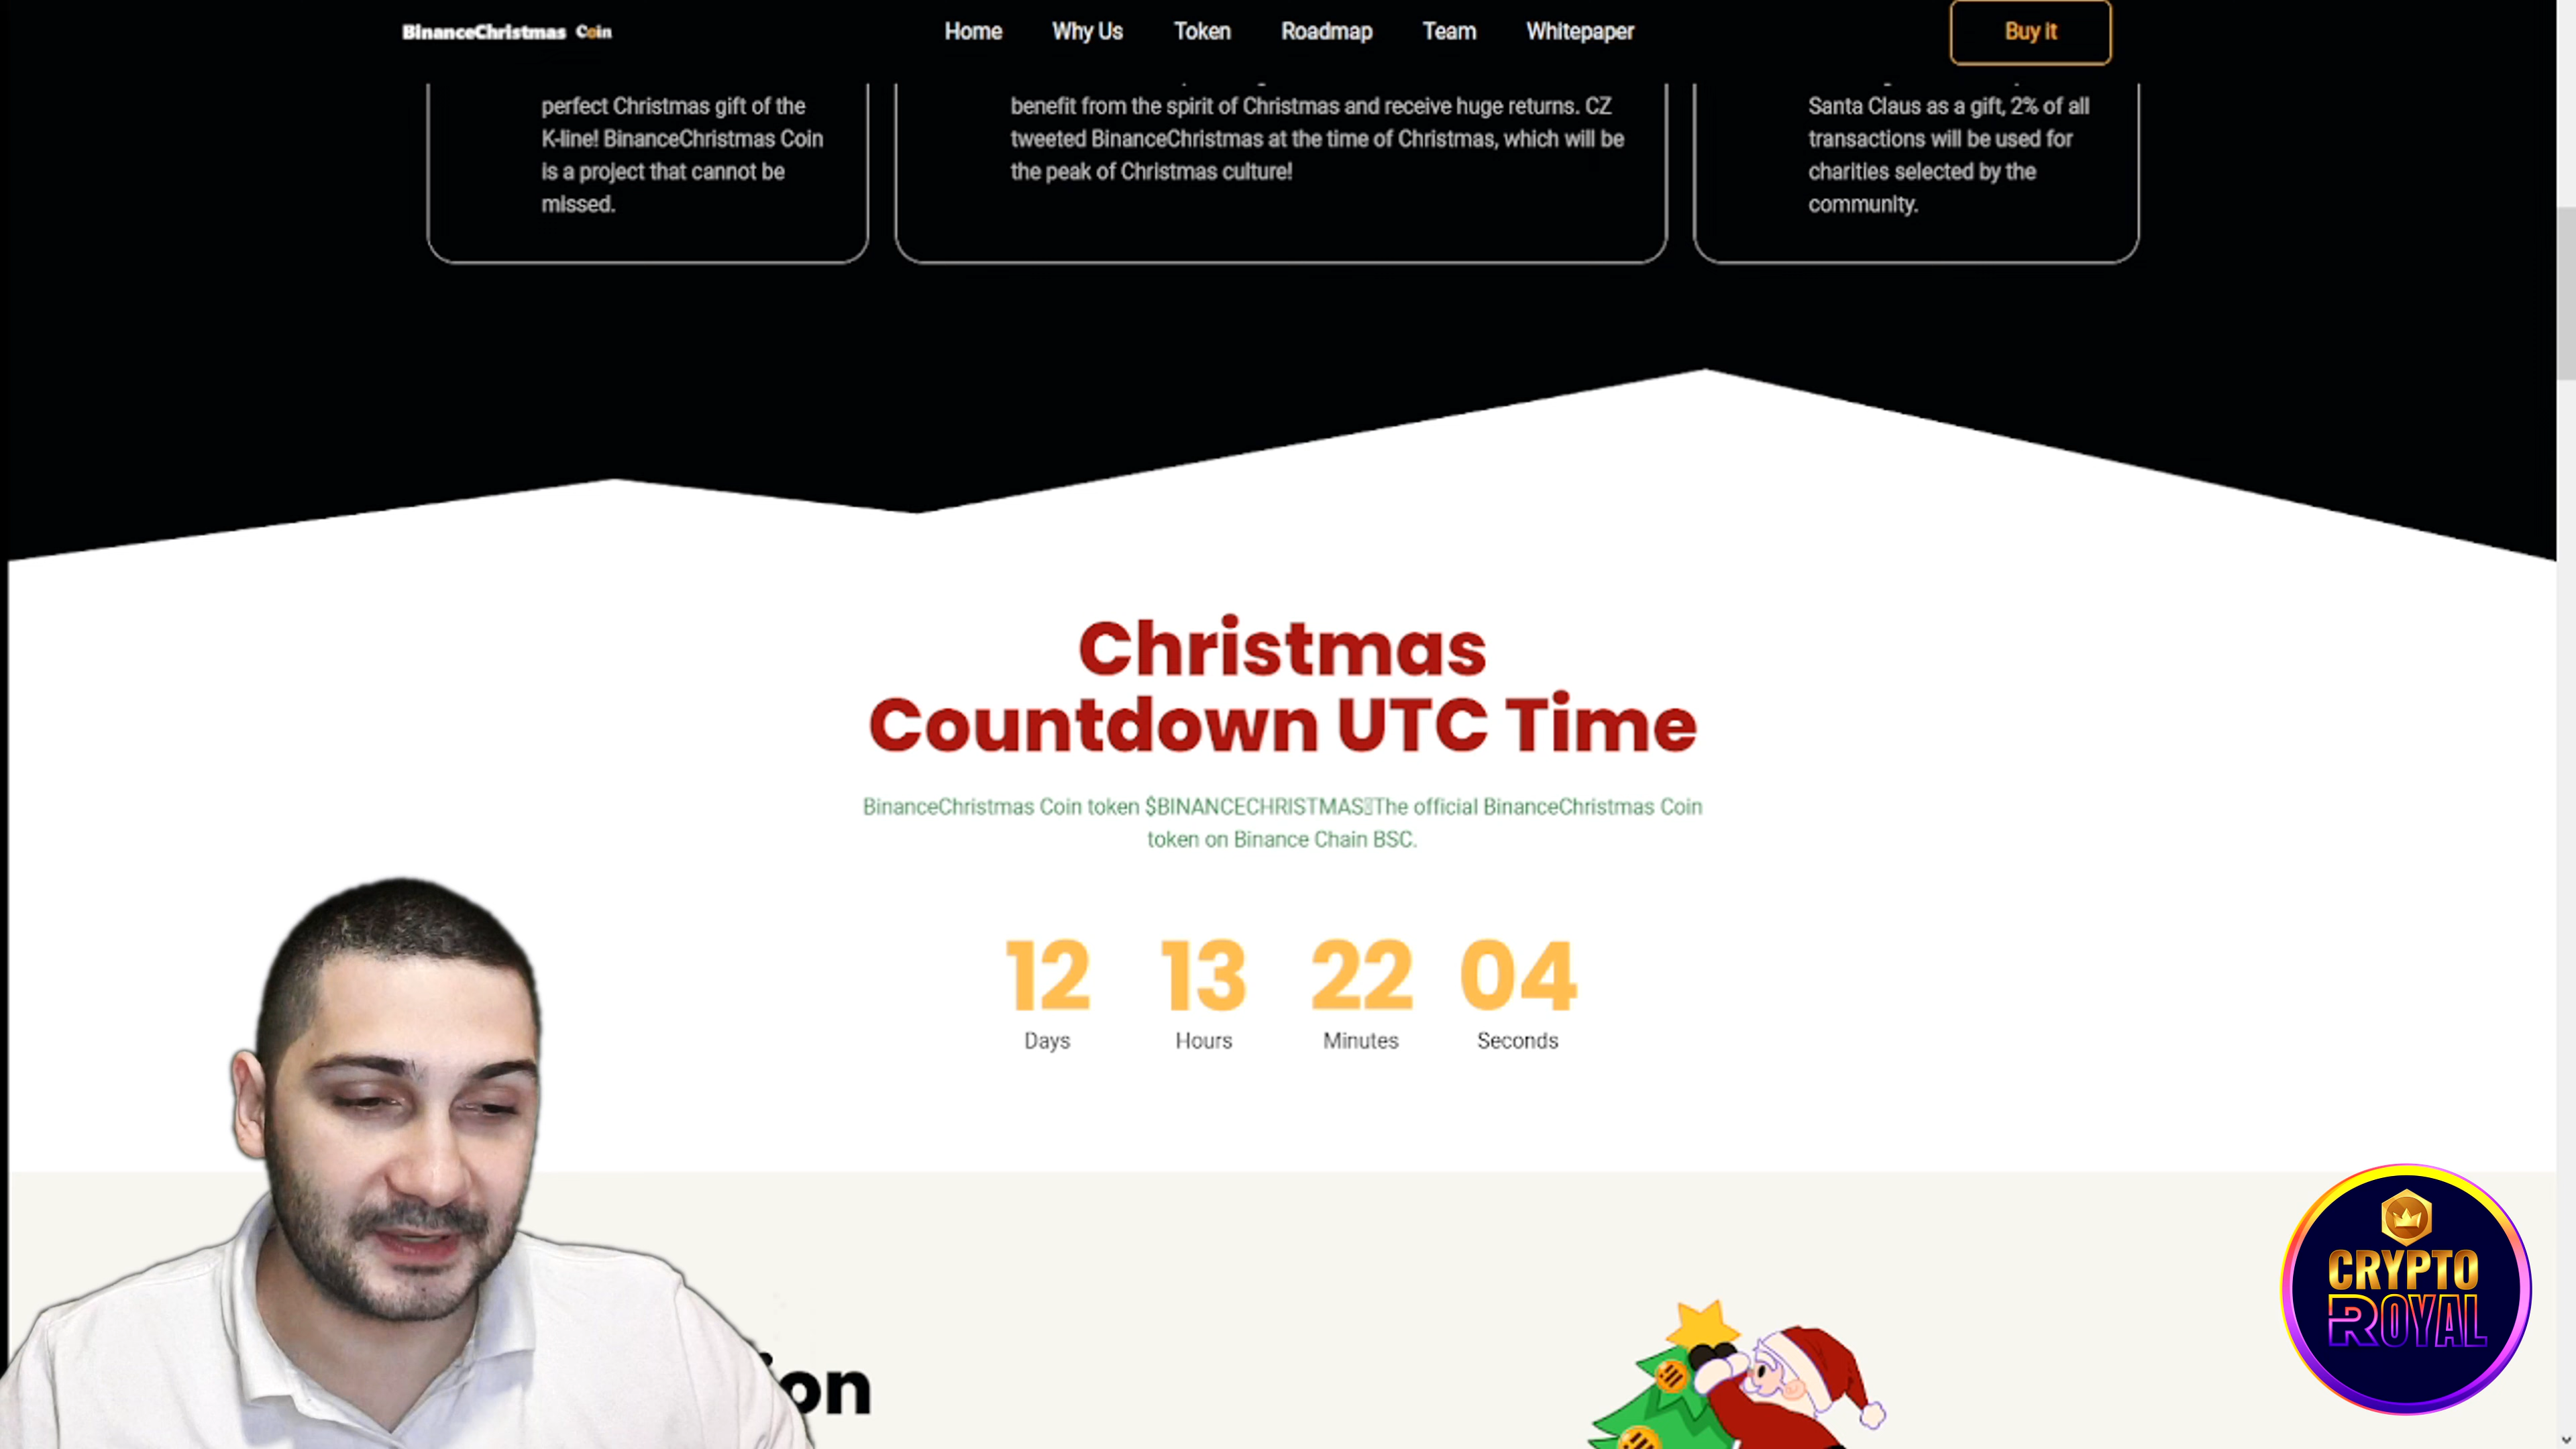 BinanceChristmas Coin
Home Why Us Token Roadmap Team Whitepaper
Buy it
perfect Christmas gift of the
K-line! BinanceChristmas Coin
is a project that cannot be
missed.
benefit from the spirit of Christmas and receive huge returns. CZ
tweeted BinanceChristmas at the time of Christmas, which will be
the peak of Christmas culture!
Santa Claus as a gift, 2% of all
transactions will be used for
charities selected by the
community.
Christmas
Countdown UTC Time
BinanceChristmas Coin token $BINANCECHRISTMAS The official BinanceChristmas Coin
token on Binance Chain BSC.
12 13 22 04
Days Hours Minutes Seconds
on
CRYPTO
ROYAL